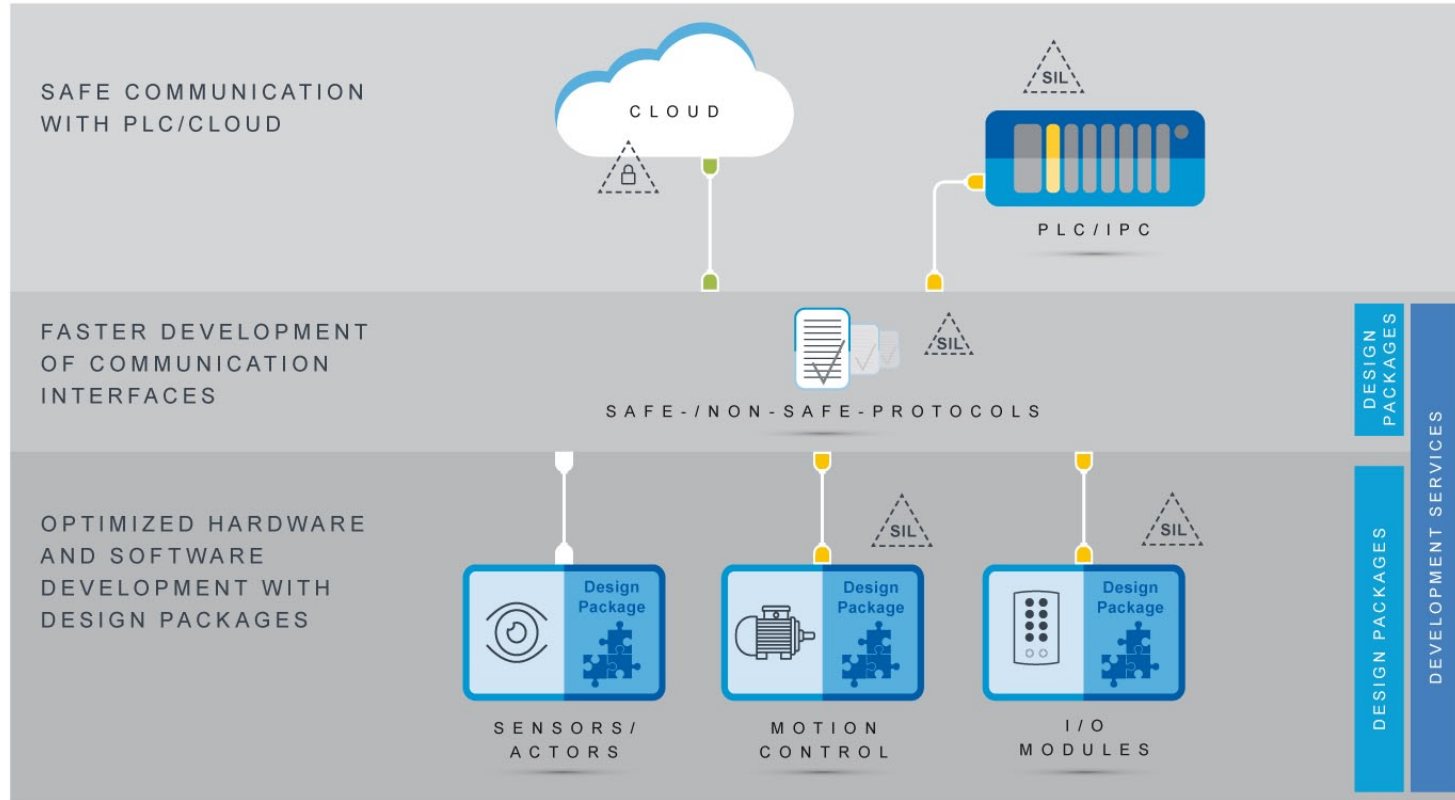 SAFE COMMUNICATION
WITH PLC/CLOUD
CLOUD
SIL
PLC/IPC
FASTER DEVELOPMENT
OF COMMUNICATION
INTERFACES
SIL
SAFE-/NON-SAFE-PROTOCOLS
DESIGN
PACKAGES
DEVELOPMENT SERVICES
OPTIMIZED HARDWARE
AND SOFTWARE
DEVELOPMENT WITH
DESIGN PACKAGES
SIL
SIL
Design
Package
Design
Package
Design
Package
SENSORS/
ACTORS
MOTION
CONTROL
I/O
MODULES
DESIGN PACKAGES